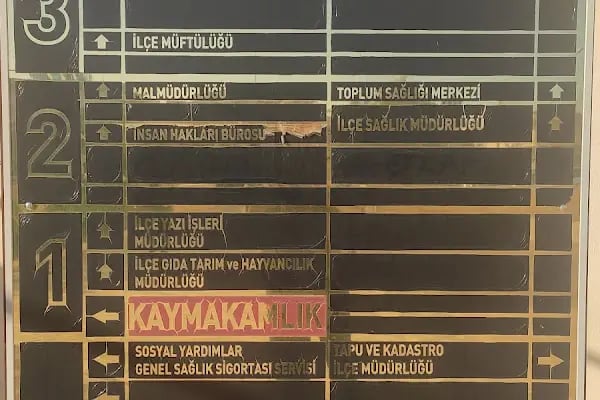 3
İLÇE MÜFTÜLÜĞÜ
MALMÜDÜRLÜĞÜ
TOPLUM SAĞLIĞI MERKEZİ
2
İNSAN HAKLARI BÜROSU
İLÇE SAĞLIK MÜDÜRLÜĞÜ
1
İLÇE YAZI İŞLERİ
MÜDÜRLÜĞÜ
İLÇE GIDA TARIM ve HAYVANCILIK
MÜDÜRLÜĞÜ
KAYMAKAMLIK
SOSYAL YARDIMLAR
GENEL SAĞLIK SİGORTASI SERVİSİ
TAPU VE KADASTRO
İLÇE MÜDÜRLÜĞÜ